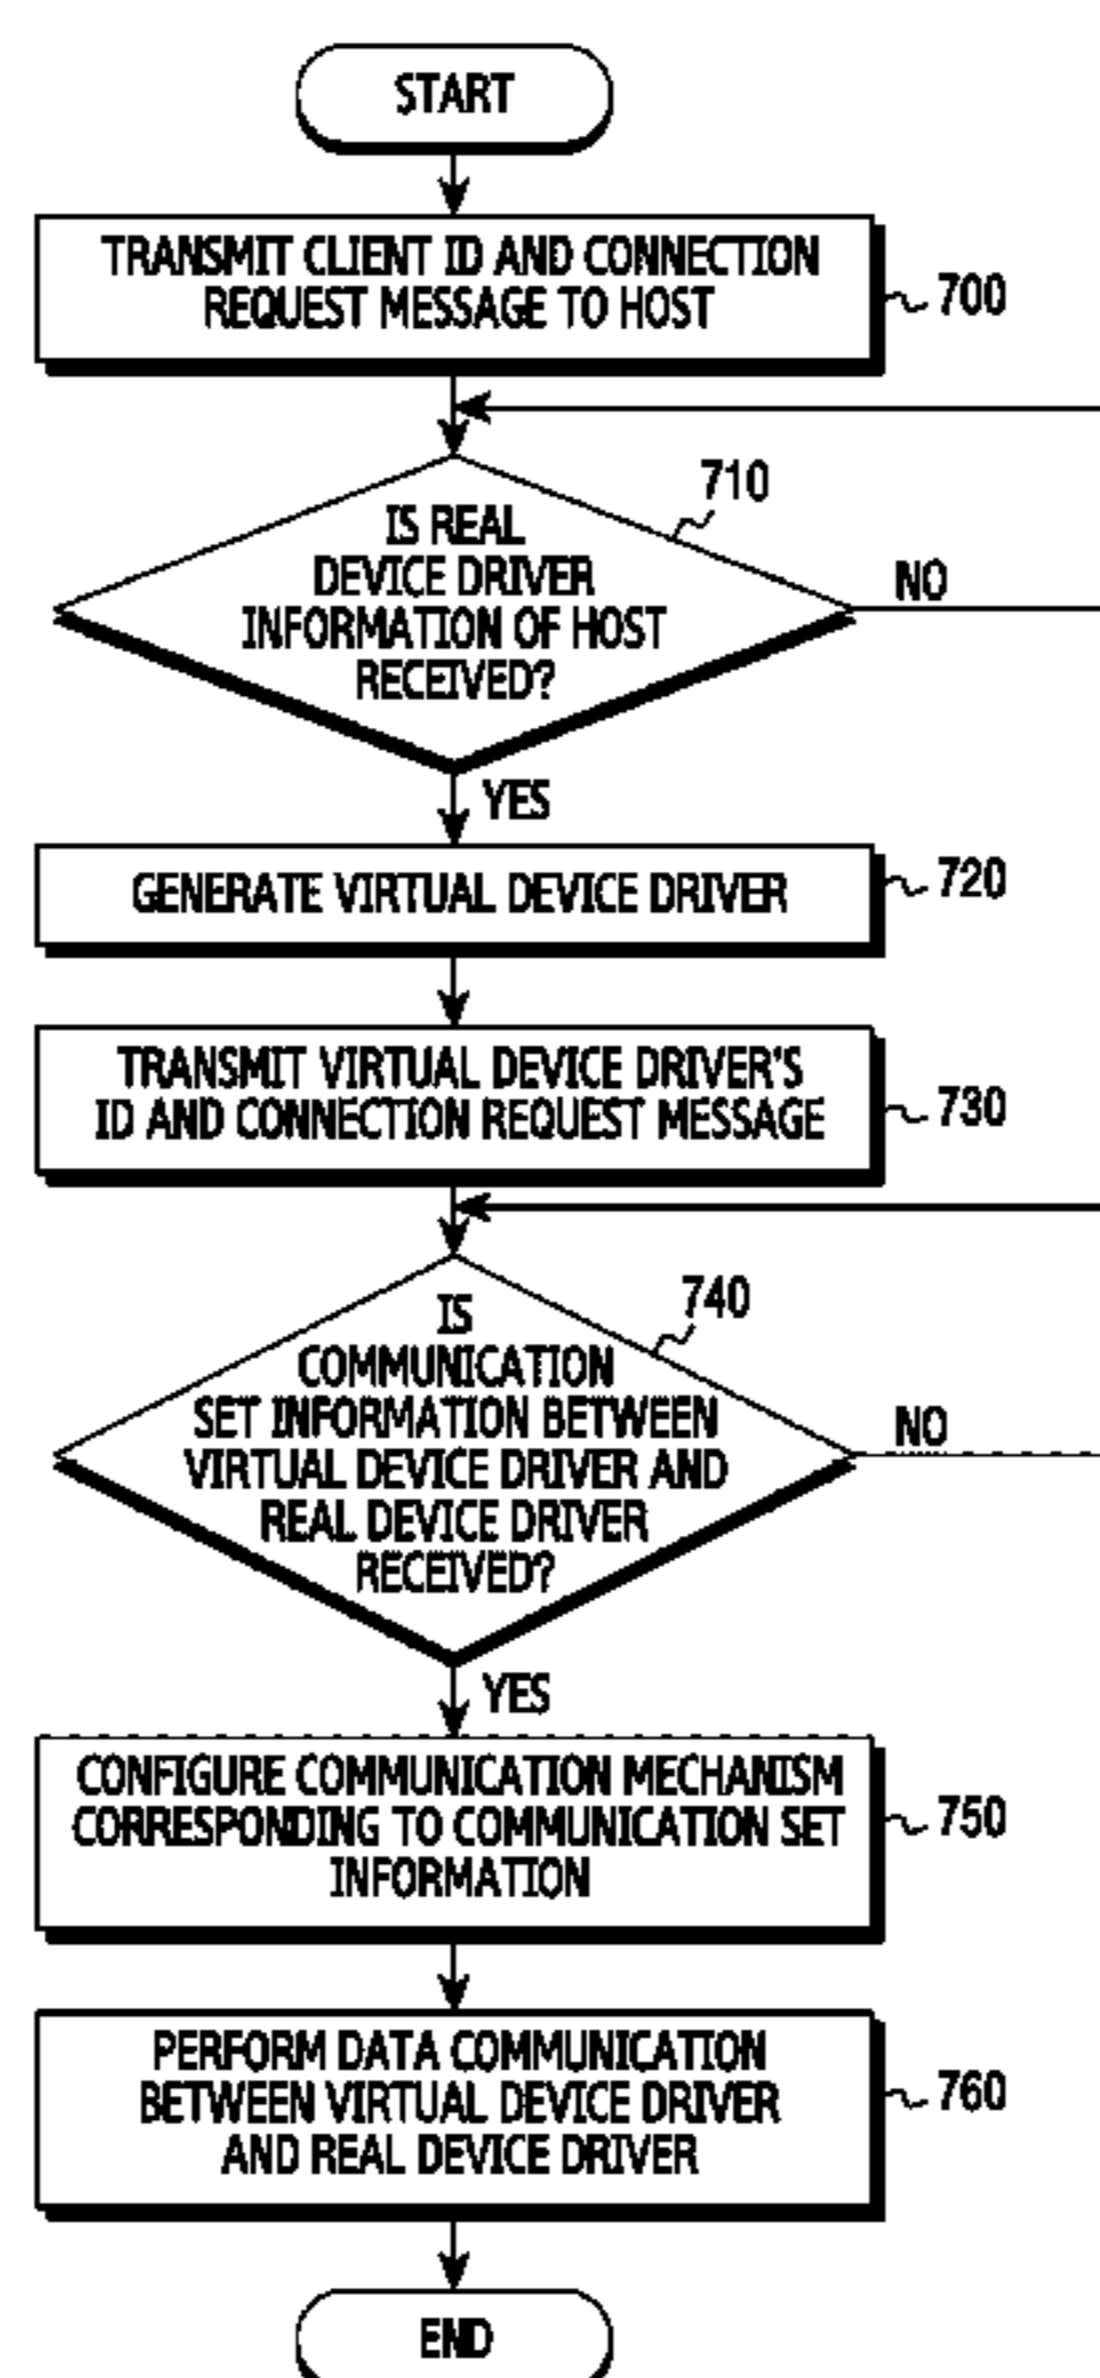 START
TRANSMIT CLIENT ID AND CONNECTION
REQUEST MESSAGE TO HOST
700
710
IS REAL
DEVICE DRIVER
INFORMATION OF HOST
RECEIVED?
NO
YES
GENERATE VIRTUAL DEVICE DRIVER
720
TRANSMIT VIRTUAL DEVICE DRIVER'S
ID AND CONNECTION REQUEST MESSAGE
730
740
IS
COMMUNICATION
SET INFORMATION BETWEEN
VIRTUAL DEVICE DRIVER AND
REAL DEVICE DRIVER
RECEIVED?
NO
YES
CONFIGURE COMMUNICATION MECHANISM
CORRESPONDING TO COMMUNICATION SET
INFORMATION
750
PERFORM DATA COMMUNICATION
BETWEEN VIRTUAL DEVICE DRIVER
AND REAL DEVICE DRIVER
760
END